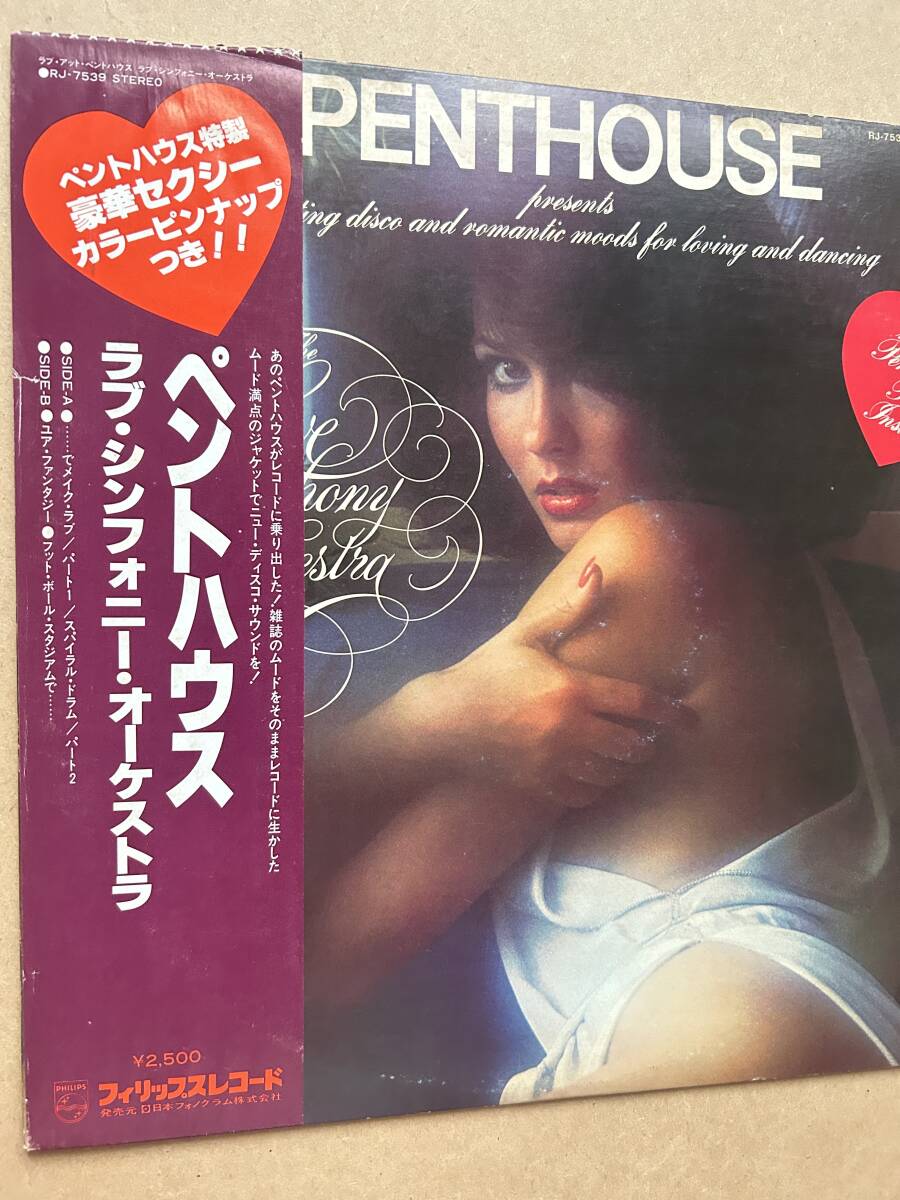 ラブ・アット・ペントハウス ラブ・シンフォニー・オーケストラ
●RJ-7539 STEREO
ペントハウス特製
豪華セクシー
カラーピンナップ
つき!!
あのペントハウスがレコードに乗り出した!雑誌のムードをそのままレコードに生かした
ムード満点のジャケットでニュー・ディスコ・サウンドを!
ペントハウス
ラブ・シンフォニー・オーケストラ
●SIDE-A●……でメイク・ラブ/パート1/スパイラル・ドラム/パート2
●SIDE-B●ユア・ファンタジー●フット・ボール・スタジアムで……
¥2,500
PHILIPS
フィリップスレコード
発売元 日本フォノグラム株式会社
PENTHOUSE
RJ-753
presents
ting disco and romantic moods for loving and dancing
he
hony
estra